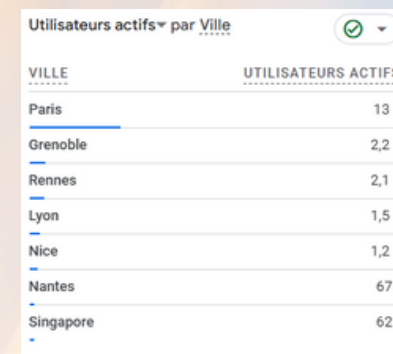 Utilisateurs actifs par Ville
VILLE UTILISATEURS ACTIFS
Paris 13
Grenoble 2,2
Rennes 2,1
Lyon 1,5
Nice 1,2
Nantes 67
Singapore 62